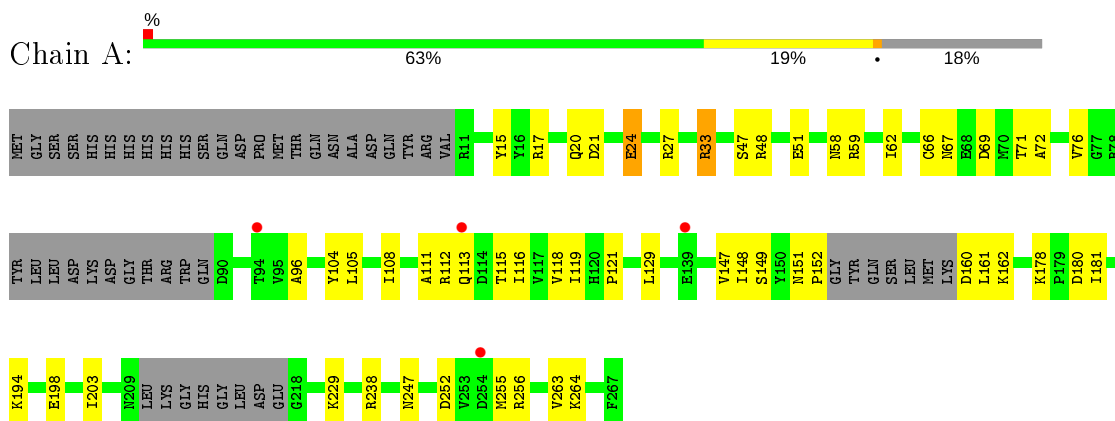 %
Chain A:
63% 19% • 18%
MET GLY SER SER HIS HIS HIS HIS HIS HIS SER GLN ASP PRO MET THR GLN ASN ALA ASP GLN TYR ARG VAL R11 Y15 Y16 R17 Q20 D21 E24 R27 R33 S47 R48 E51 N58 R59 I62 C66 N67 E68 D69 M70 T71 A72 V76 G77 R78
TYR LEU LEU ASP LYS ASP GLY THR ARG TRP GLN D90 T94 V95 A96 Y104 L105 I108 A111 R112 Q113 D114 T115 I116 V117 V118 I119 H120 P121 L129 E139 V147 I148 S149 Y150 N151 P152 GLY TYR GLN SER LEU MET LYS D160 L161 K162 K178 P179 D180 I181
K194 E198 I203 N209 LEU LYS GLY HIS GLY LEU ASP GLU G218 K229 R238 N247 D252 V253 D254 M255 R256 V263 K264 F267